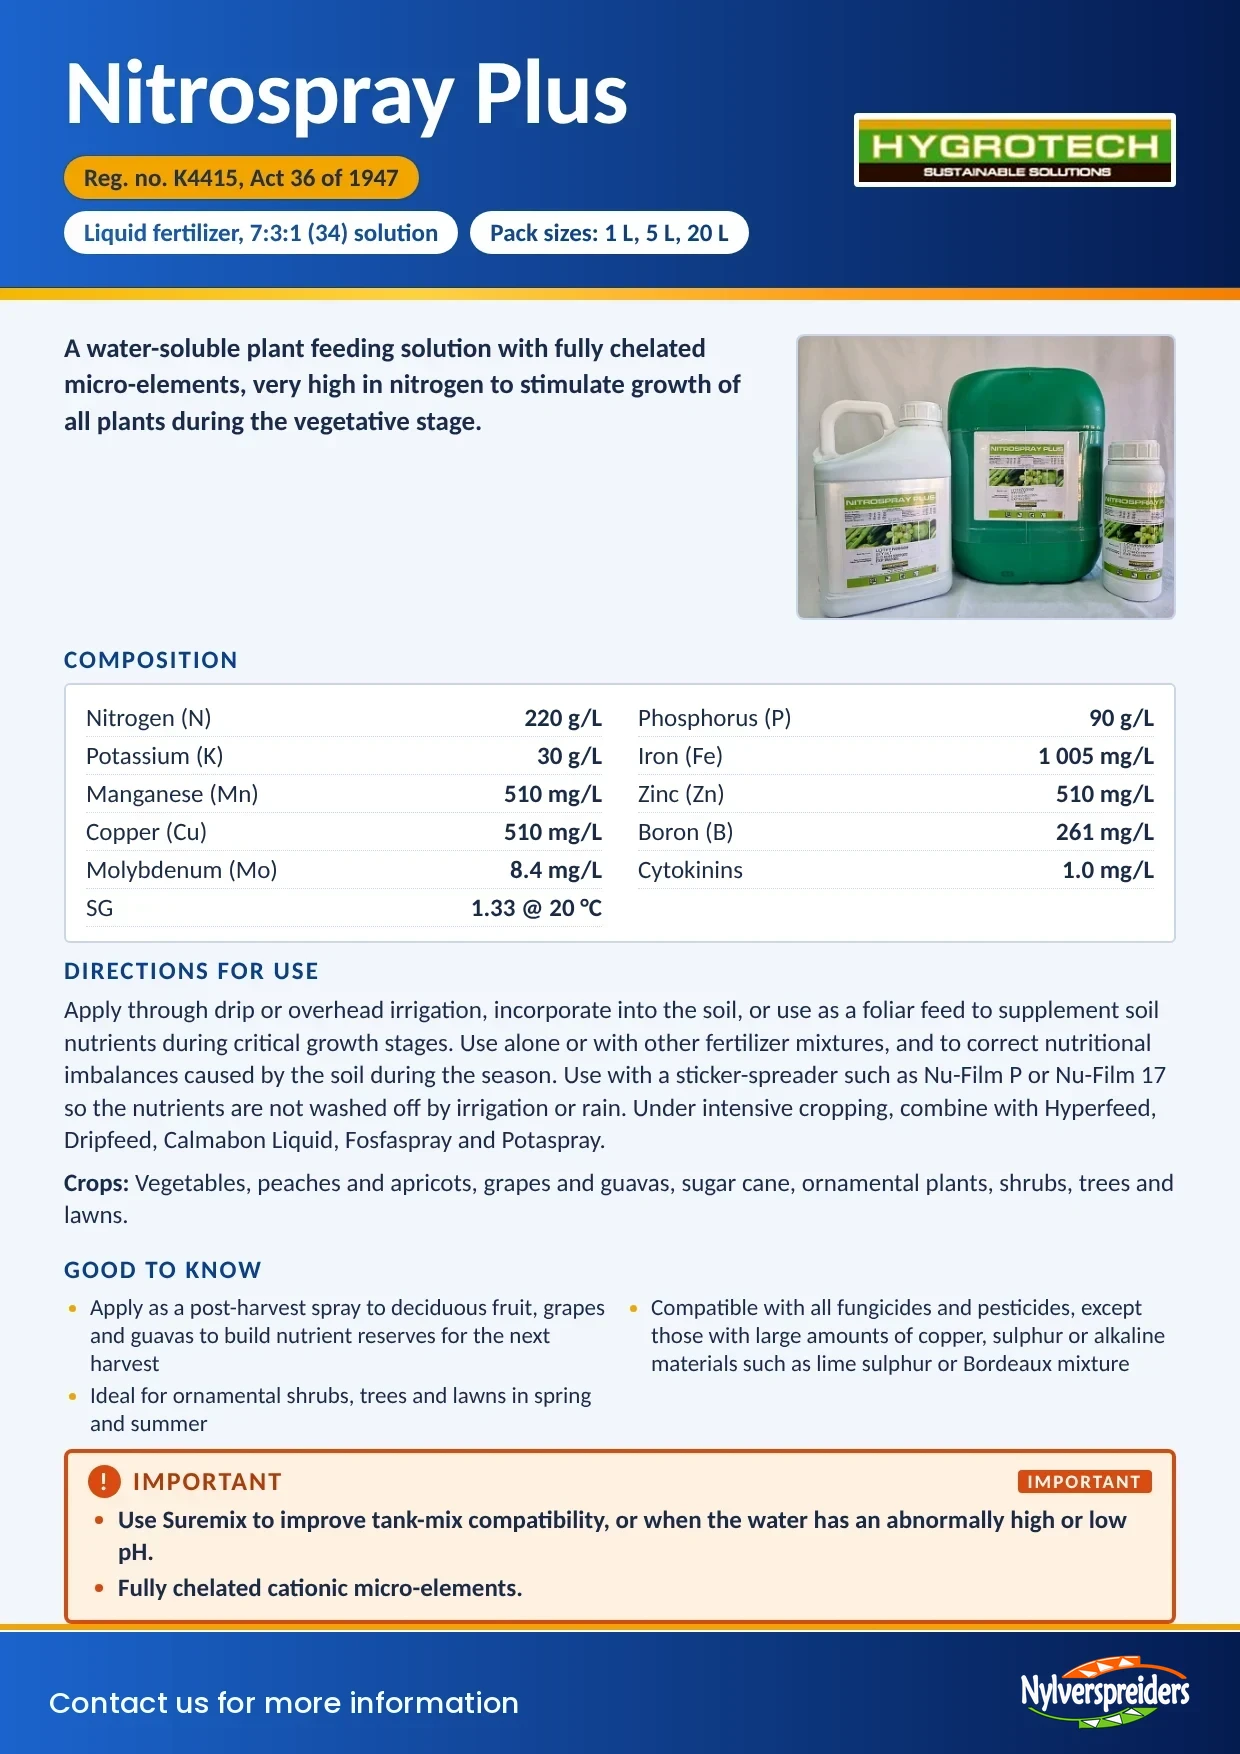 Nitrospray Plus
Reg. no. K4415, Act 36 of 1947
Liquid fertilizer, 7:3:1 (34) solution
Pack sizes: 1 L, 5 L, 20 L
HYGROTECH
SUSTAINABLE SOLUTIONS
A water-soluble plant feeding solution with fully chelated
micro-elements, very high in nitrogen to stimulate growth of
all plants during the vegetative stage.
NITROSPRAY PLUS
NITROSPRAY PLUS
COMPOSITION
Nitrogen (N) 220 g/L
Phosphorus (P) 90 g/L
Potassium (K) 30 g/L
Iron (Fe) 1 005 mg/L
Manganese (Mn) 510 mg/L
Zinc (Zn) 510 mg/L
Copper (Cu) 510 mg/L
Boron (B) 261 mg/L
Molybdenum (Mo) 8.4 mg/L
Cytokinins 1.0 mg/L
SG 1.33 @ 20 °C
DIRECTIONS FOR USE
Apply through drip or overhead irrigation, incorporate into the soil, or use as a foliar feed to supplement soil
nutrients during critical growth stages. Use alone or with other fertilizer mixtures, and to correct nutritional
imbalances caused by the soil during the season. Use with a sticker-spreader such as Nu-Film P or Nu-Film 17
so the nutrients are not washed off by irrigation or rain. Under intensive cropping, combine with Hyperfeed,
Dripfeed, Calmabon Liquid, Fosfaspray and Potaspray.
Crops: Vegetables, peaches and apricots, grapes and guavas, sugar cane, ornamental plants, shrubs, trees and
lawns.
GOOD TO KNOW
• Apply as a post-harvest spray to deciduous fruit, grapes
and guavas to build nutrient reserves for the next
harvest
• Ideal for ornamental shrubs, trees and lawns in spring
and summer
• Compatible with all fungicides and pesticides, except
those with large amounts of copper, sulphur or alkaline
materials such as lime sulphur or Bordeaux mixture
! IMPORTANT
IMPORTANT
• Use Suremix to improve tank-mix compatibility, or when the water has an abnormally high or low
pH.
• Fully chelated cationic micro-elements.
Contact us for more information
Nylverspreiders